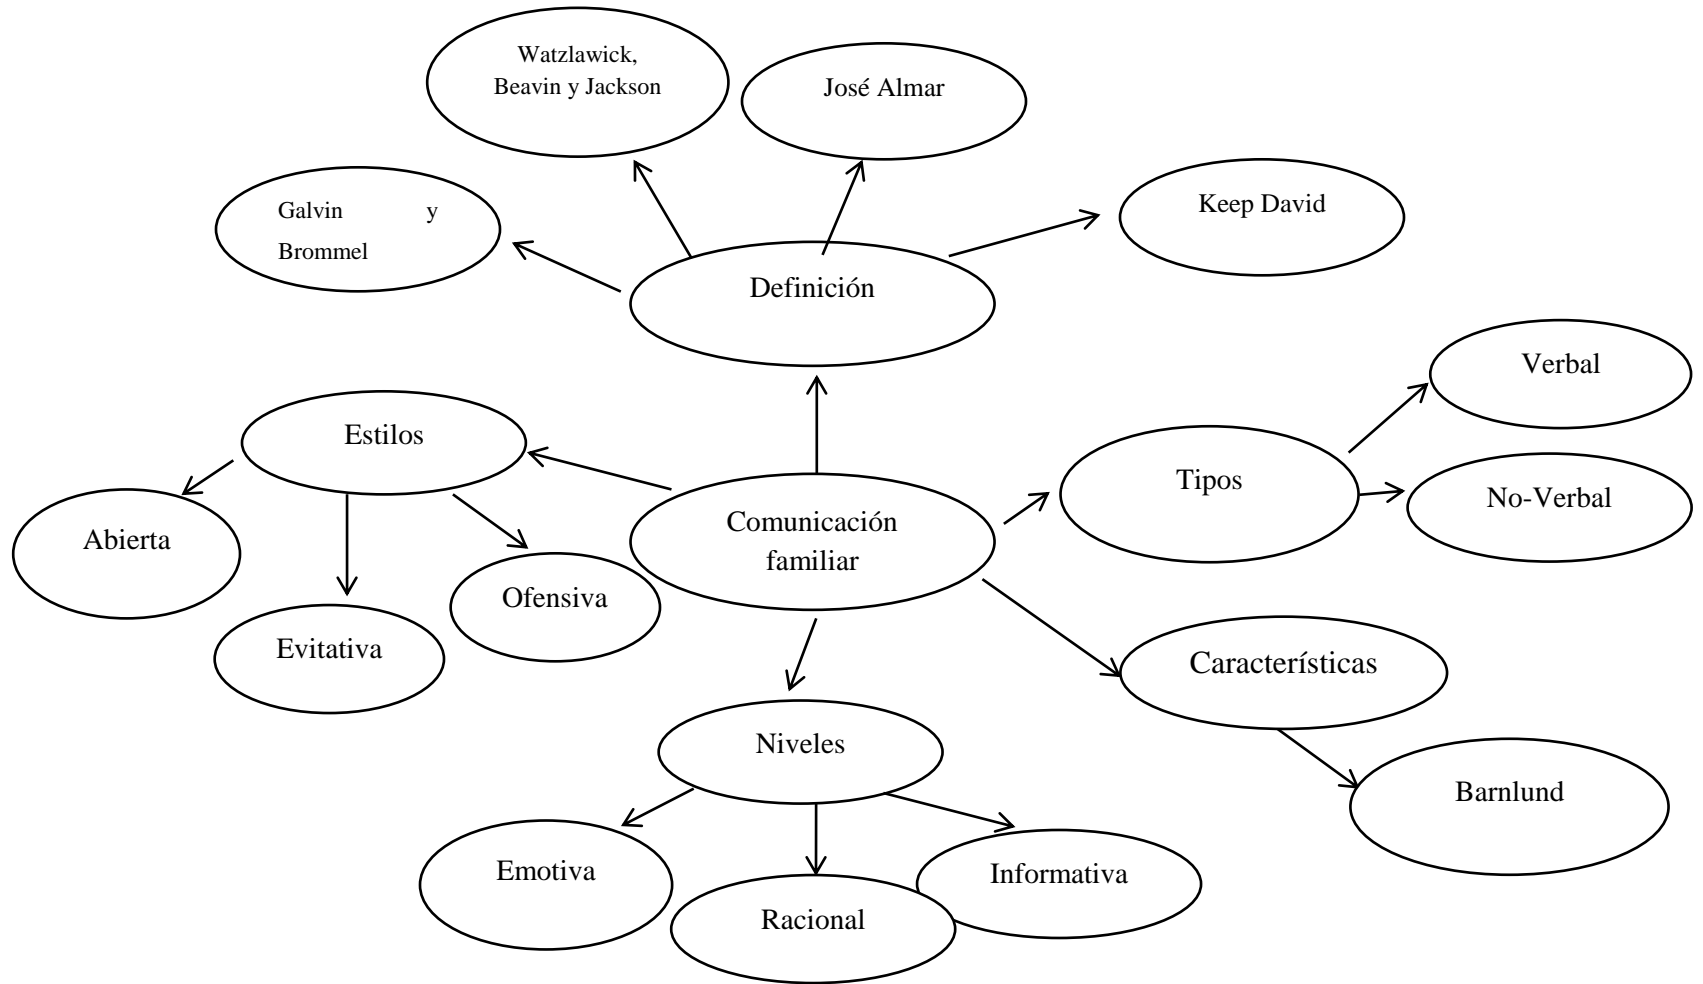 Watzlawick,
Beavin y Jackson
José Almar
Galvin y
Brommel
Keep David
Definición
Verbal
Estilos
Tipos
No-Verbal
Comunicación
familiar
Abierta
Ofensiva
Evitativa
Caracterísíticas
Niveles
Barnlund
Emotiva
Informativa
Racional